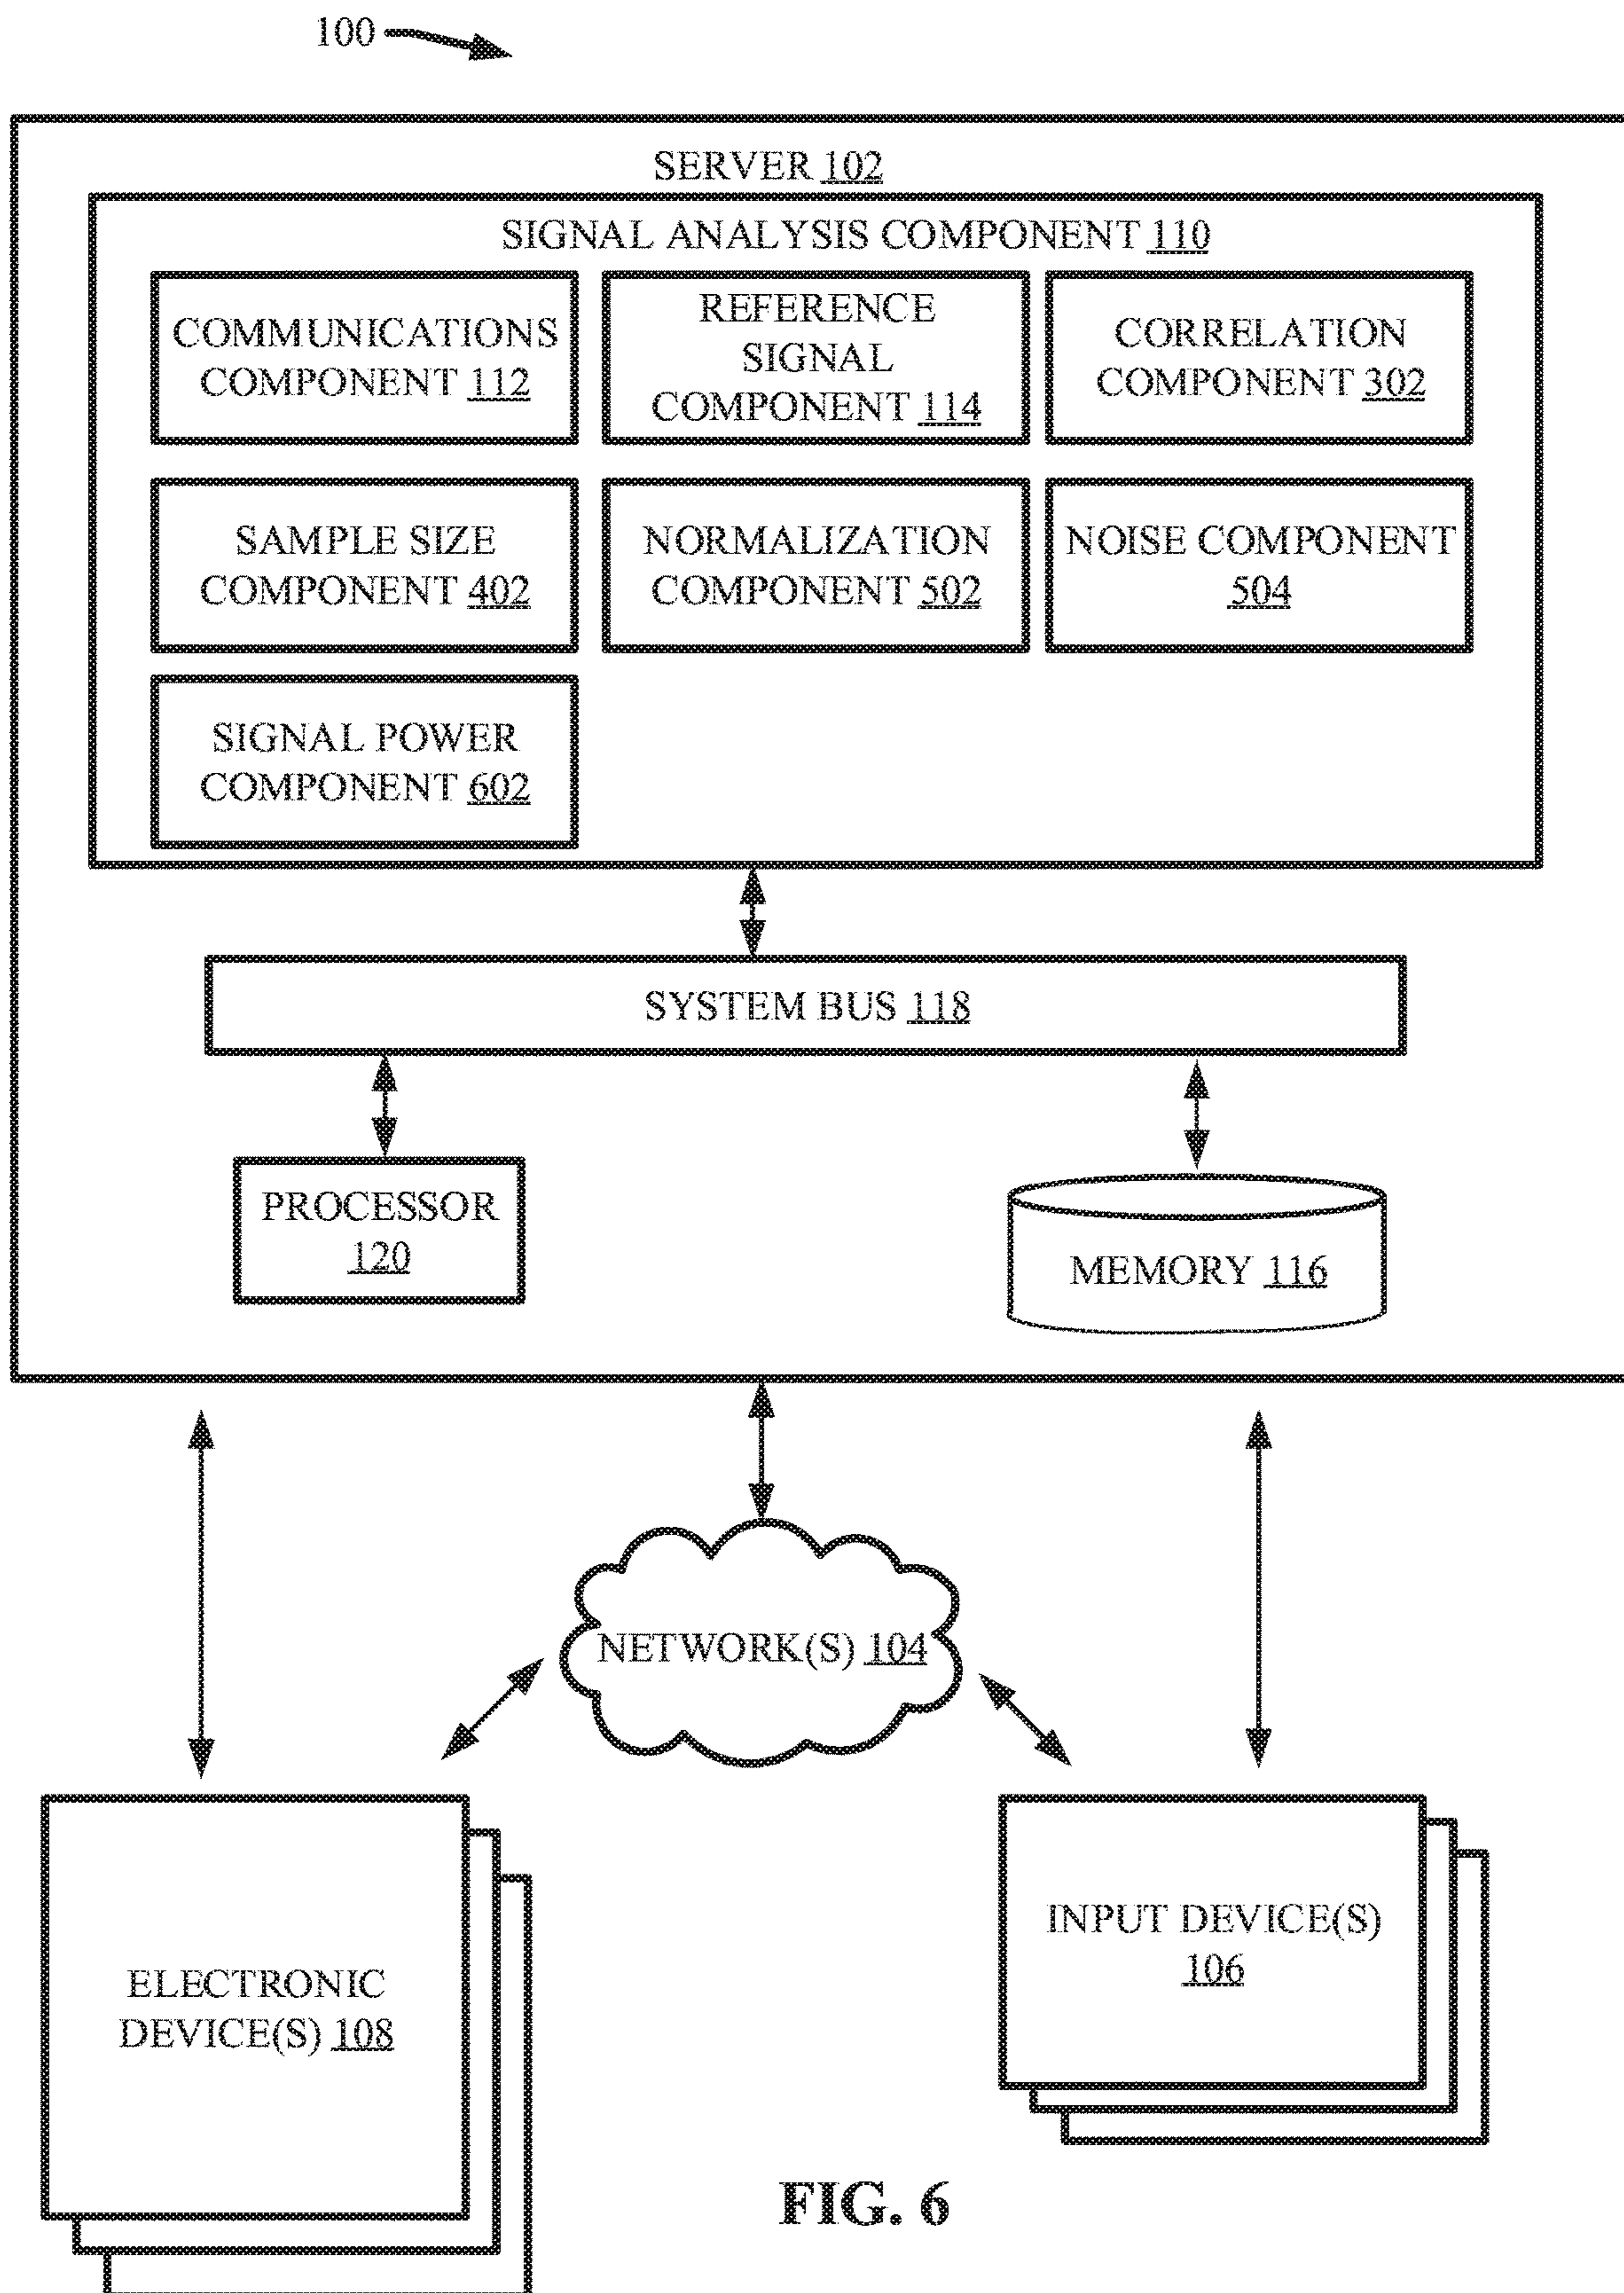 100
SERVER 102
SIGNAL ANALYSIS COMPONENT 110
COMMUNICATIONS
COMPONENT 112
REFERENCE
SIGNAL
COMPONENT 114
CORRELATION
COMPONENT 302
SAMPLE SIZE
COMPONENT 402
NORMALIZATION
COMPONENT 502
NOISE COMPONENT
504
SIGNAL POWER
COMPONENT 602
SYSTEM BUS 118
PROCESSOR
120
MEMORY 116
NETWORK(S) 104
ELECTRONIC
DEVICE(S) 108
INPUT DEVICE(S)
106
FIG. 6